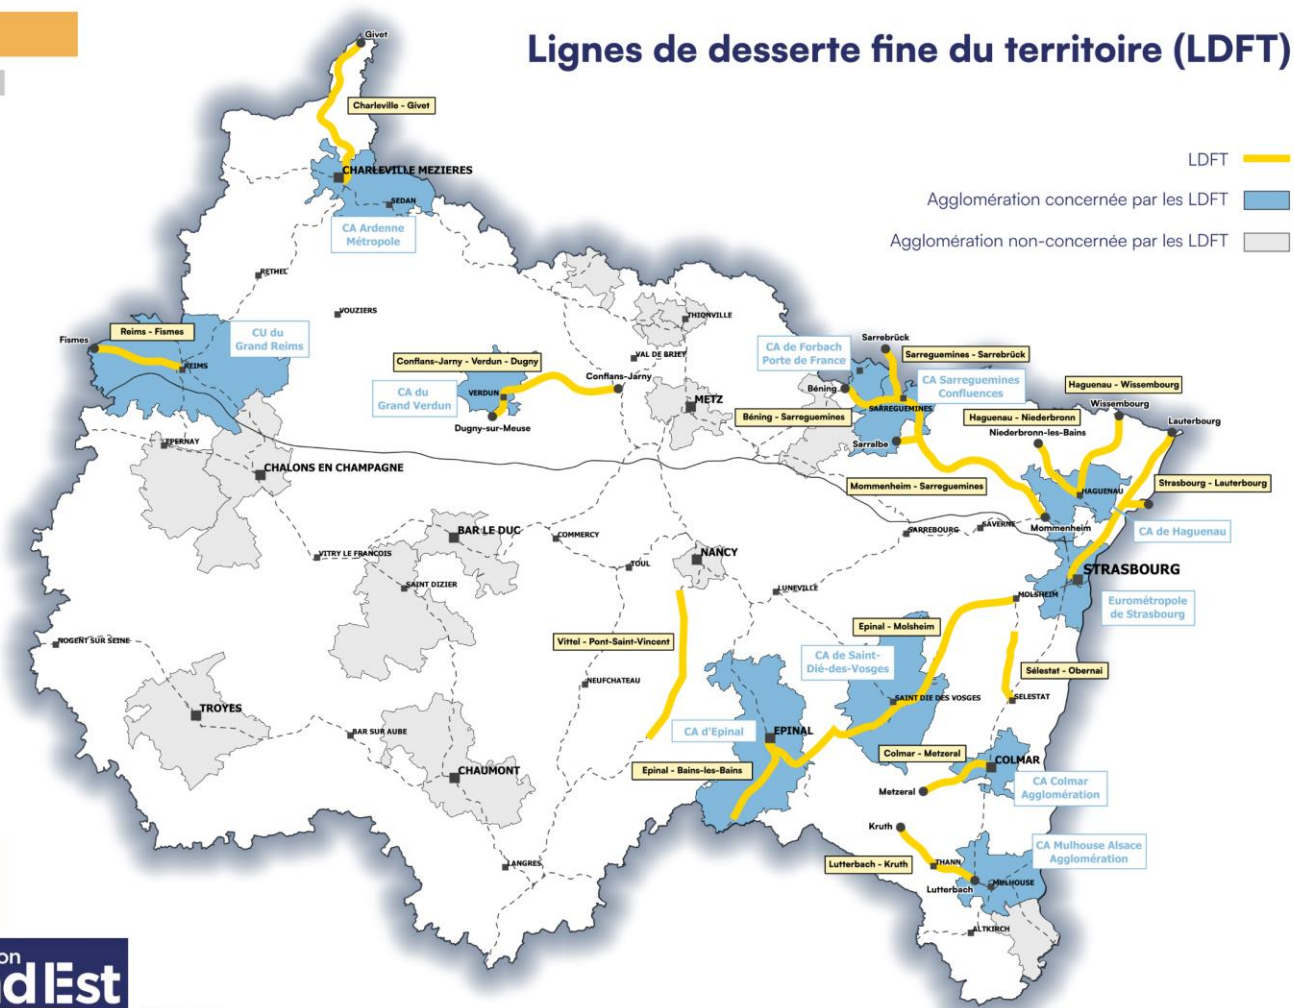 Lignes de desserte fine du territoire (LDFT)
LDFT
Agglomération concernée par les LDFT
Agglomération non-concernée par les LDFT
Givet
Charleville - Givet
CHARLEVILLE MEZIERES
SEDAN
CA Ardenne
Métropole
RETHEL
VOUZIERS
Fismes
Reims - Fismes
CU du
Grand Reims
REIMS
THIONVILLE
VAL DE BRIEY
Conflans-Jarny - Verdun - Dugny
Conflans-Jarny
CA du
Grand Verdun
VERDUN
Dugny-sur-Meuse
METZ
CA de Forbach
Porte de France
Sarrebrück
Sarreguemines - Sarrebrück
CA Sarreguemines
Confluences
Béning
SARREGUEMINES
Béning - Sarreguemines
Sarralbe
Haguenau - Wissembourg
Wissembourg
Haguenau - Niederbronn
Niederbronn-les-Bains
Lauterbourg
Mommenheim - Sarreguemines
Strasbourg - Lauterbourg
HAGUENAU
CA de Haguenau
Mommenheim
EPERNAY
CHALONS EN CHAMPAGNE
BAR LE DUC
COMMERCY
SARREBOURG
SAVERNE
VITRY LE FRANCOIS
SAINT DIZIER
TOUL
NANCY
LUNEVILLE
STRASBOURG
Eurométropole
de Strasbourg
MOLSHEIM
NOGENT SUR SEINE
Vittel - Pont-Saint-Vincent
Epinal - Molsheim
CA de Saint-
Dié-des-Vosges
Sélestat - Obernai
NEUFCHATEAU
SAINT DIE DES VOSGES
SELESTAT
TROYES
BAR SUR AUBE
CA d'Epinal
EPINAL
Colmar - Metzeral
COLMAR
CHAUMONT
Epinal - Bains-les-Bains
Metzeral
CA Colmar
Agglomération
Kruth
Lutterbach - Kruth
THANN
CA Mulhouse Alsace
Agglomération
LANGRES
Lutterbach
MULHOUSE
ALTKIRCH
on
nd Est